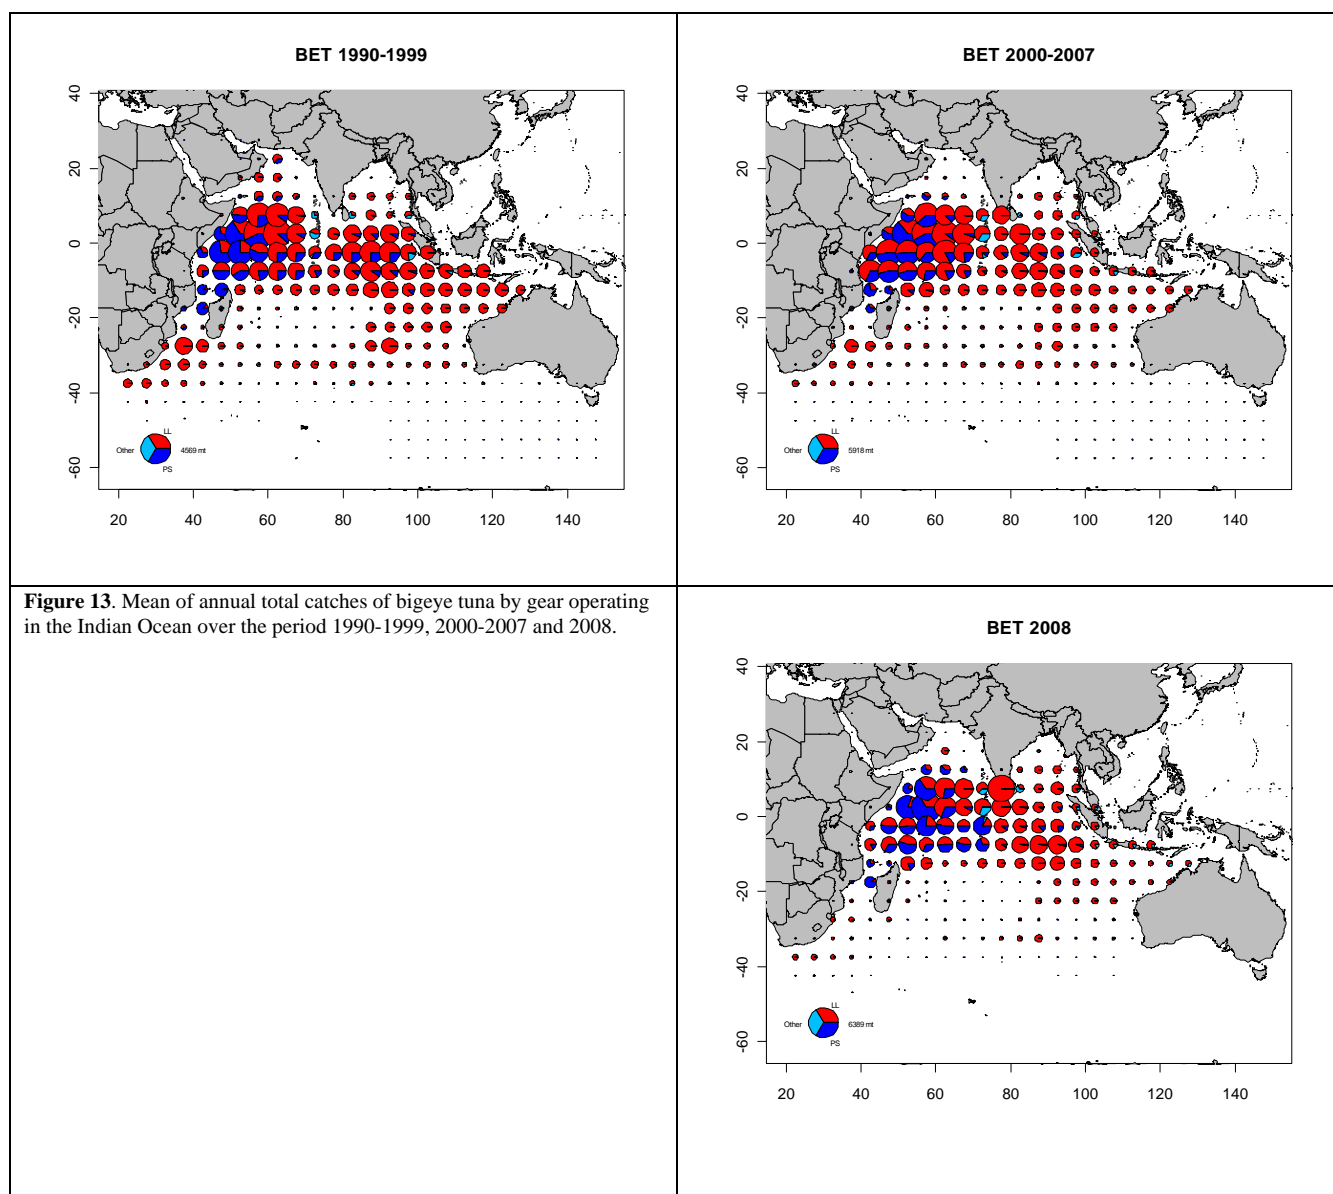 BET 1990-1999
40
20
0
-20
-40
-60
LL
Other
4569 mt
PS
20 40 60 80 100 120 140
BET 2000-2007
40
20
0
-20
-40
-60
LL
Other
5918 mt
PS
20 40 60 80 100 120 140
Figure 13. Mean of annual total catches of bigeye tuna by gear operating
in the Indian Ocean over the period 1990-1999, 2000-2007 and 2008.
BET 2008
40
20
0
-20
-40
-60
LL
Other
6389 mt
PS
20 40 60 80 100 120 140